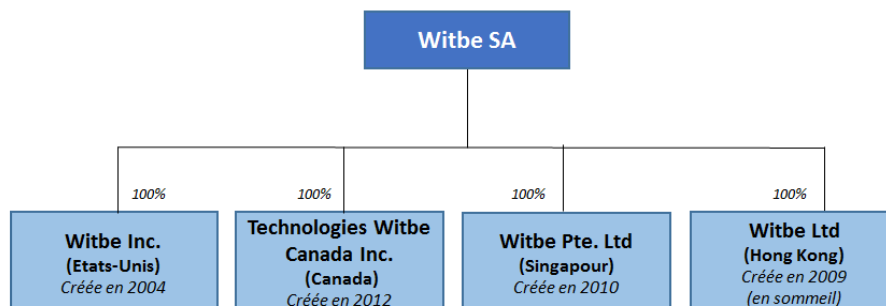 Witbe SA
100%
100%
100%
100%
Witbe Inc.
(Etats-Unis)
Créée en 2004
Technologies Witbe
Canada Inc.
(Canada)
Créée en 2012
Witbe Pte. Ltd
(Singapour)
Créée en 2010
Witbe Ltd
(Hong Kong)
Créée en 2009
(en sommeil)